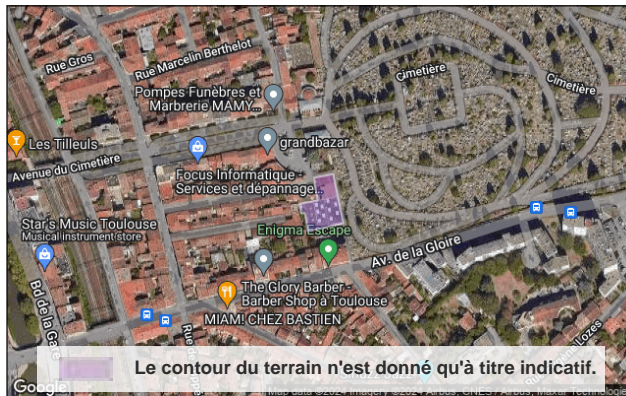 Rue Gros
Rue Marcelin Berthelot
Cimetière
Cimetière
Pompes Funèbres et
Marbrerie MAMY...
Les Tilleuls
grandbazar
Avenue du Cimetière
Focus Informatique -
Services et dépannage...
Star's Music Toulouse
Musical instrument store
Enigma Escape
Av. de la Gloire
Bd de la Gare
The Glory Barber -
Barber Shop à Toulouse
MIAM! CHEZ BASTIEN
Le contour du terrain n'est donné qu'à titre indicatif.
Google
Map data ©2024 Imagery ©2024 Airbus, CNES / Airbus, Maxar Technologie